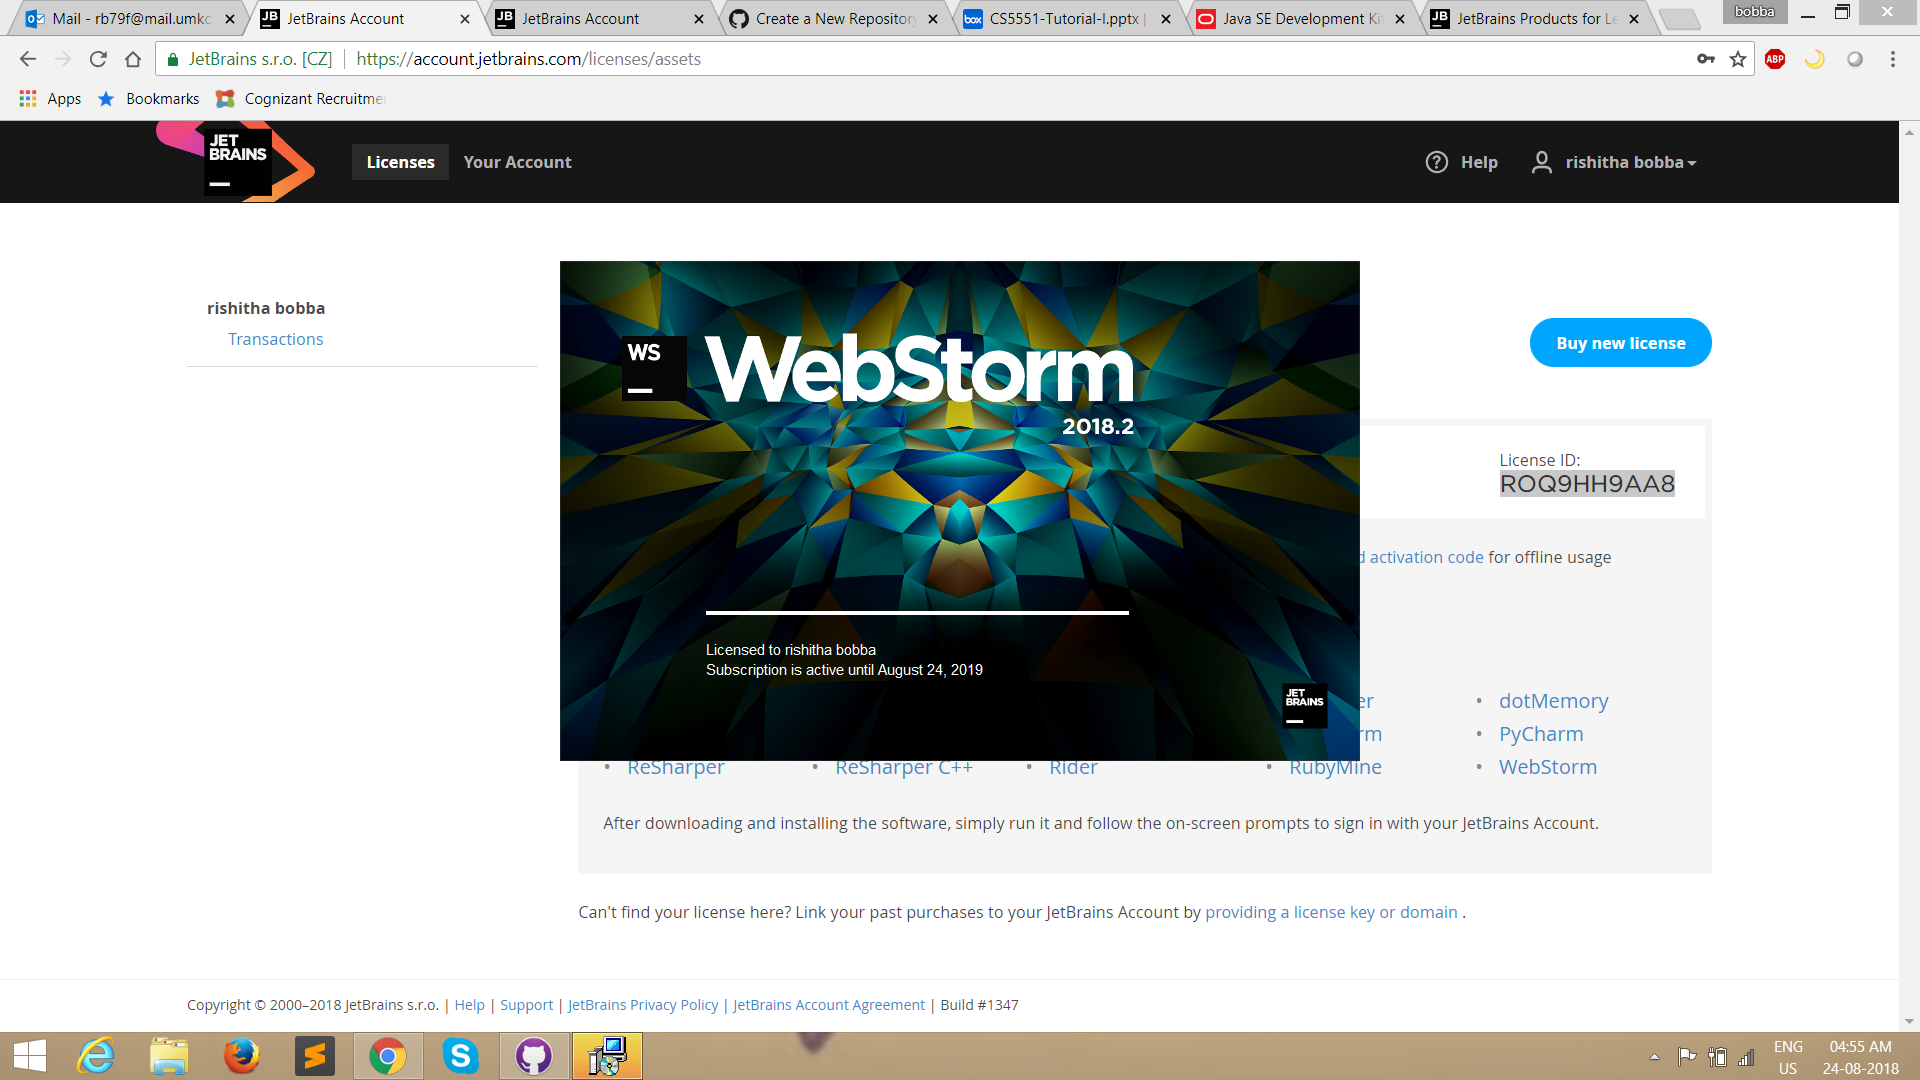 Mail - rb79f@mail.umkc
JetBrains Account
JetBrains Account
Create a New Repository
CS5551-Tutorial-I.pptx |
Java SE Development Ki
JetBrains Products for Le
bobba
JetBrains s.r.o. [CZ]
https://account.jetbrains.com/licenses/assets
ABP
Apps
Bookmarks
Cognizant Recruitme
JET
BRAINS
Licenses
Your Account
Help
rishitha bobba
rishitha bobba
Transactions
Buy new license
WS
WebStorm
2018.2
License ID:
ROQ9HH9AA8
d activation code for offline usage
Licensed to rishitha bobba
Subscription is active until August 24, 2019
JET
BRAINS
er
• dotMemory
rm
• PyCharm
• ReSharper
• ReSharper C++
• Rider
• RubyMine
• WebStorm
After downloading and installing the software, simply run it and follow the on-screen prompts to sign in with your JetBrains Account.
Can't find your license here? Link your past purchases to your JetBrains Account by providing a license key or domain .
Copyright © 2000–2018 JetBrains s.r.o. | Help | Support | JetBrains Privacy Policy | JetBrains Account Agreement | Build #1347
ENG
US
04:55 AM
24-08-2018